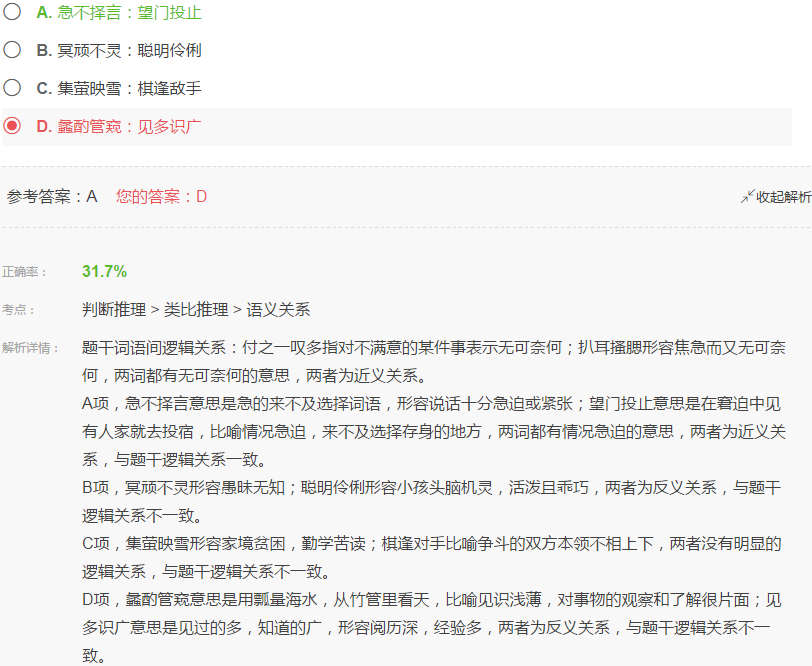 A. 急不择言：望门投止
B. 冥顽不灵：聪明伶俐
C. 集萤映雪：棋逢敌手
D. 蠡酌管窥：见多识广
参考答案：A 您的答案：D 收起解析
正确率： 31.7%
考点： 判断推理 > 类比推理 > 语义关系
解析详情： 题干词语间逻辑关系：付之一叹多指对不满意的某件事表示无可奈何；扒耳搔腮形容焦急而又无可奈
何，两词都有无可奈何的意思，两者为近义关系。
A项，急不择言意思是急的来不及选择词语，形容说话十分急迫或紧张；望门投止意思是在窘迫中见
有人家就去投宿，比喻情况急迫，来不及选择存身的地方，两词都有情况急迫的意思，两者为近义关
系，与题干逻辑关系一致。
B项，冥顽不灵形容愚昧无知；聪明伶俐形容小孩头脑机灵，活泼且乖巧，两者为反义关系，与题干
逻辑关系不一致。
C项，集萤映雪形容家境贫困，勤学苦读；棋逢对手比喻争斗的双方本领不相上下，两者没有明显的
逻辑关系，与题干逻辑关系不一致。
D项，蠡酌管窥意思是用瓢量海水，从竹管里看天，比喻见识浅薄，对事物的观察和了解很片面；见
多识广意思是见过的多，知道的广，形容阅历深，经验多，两者为反义关系，与题干逻辑关系不一
致。